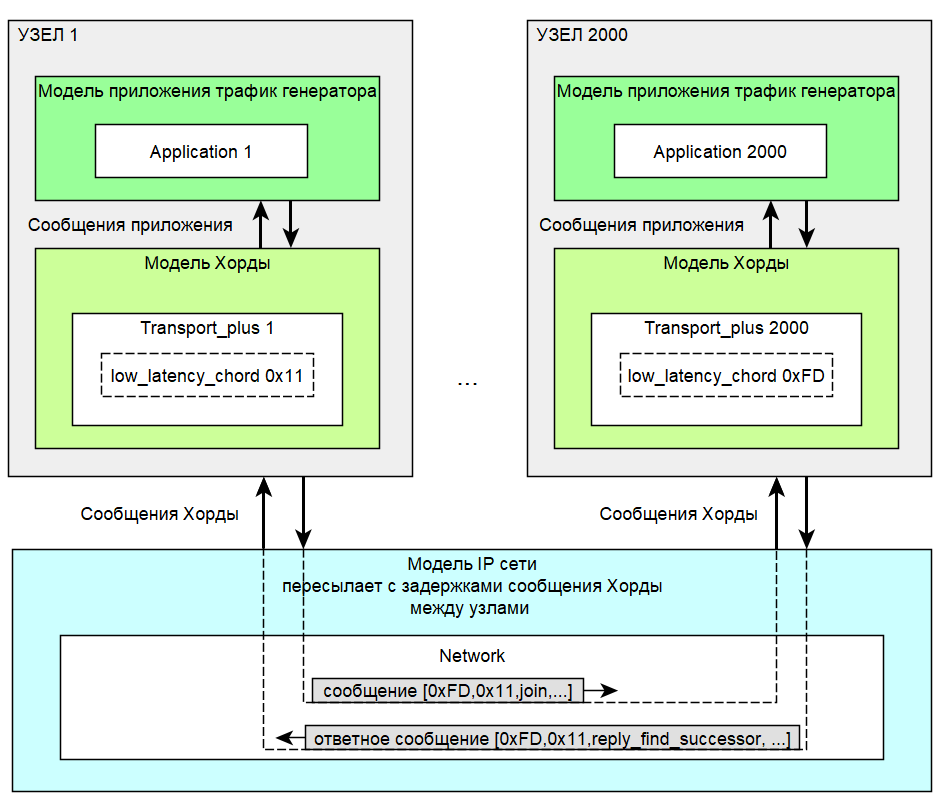 УЗЕЛ 1
Модель приложения трафик генератора
Application 1
Сообщения приложения
Модель Хорды
Transport_plus 1
low_latency_chord 0x11
Сообщения Хорды
...
УЗЕЛ 2000
Модель приложения трафик генератора
Application 2000
Сообщения приложения
Модель Хорды
Transport_plus 2000
low_latency_chord 0xFD
Сообщения Хорды
Модель IP сети
пересылает с задержками сообщения Хорды
между узлами
Network
сообщение [0xFD,0x11,join,...]
ответное сообщение [0xFD,0x11,reply_find_successor, ...]